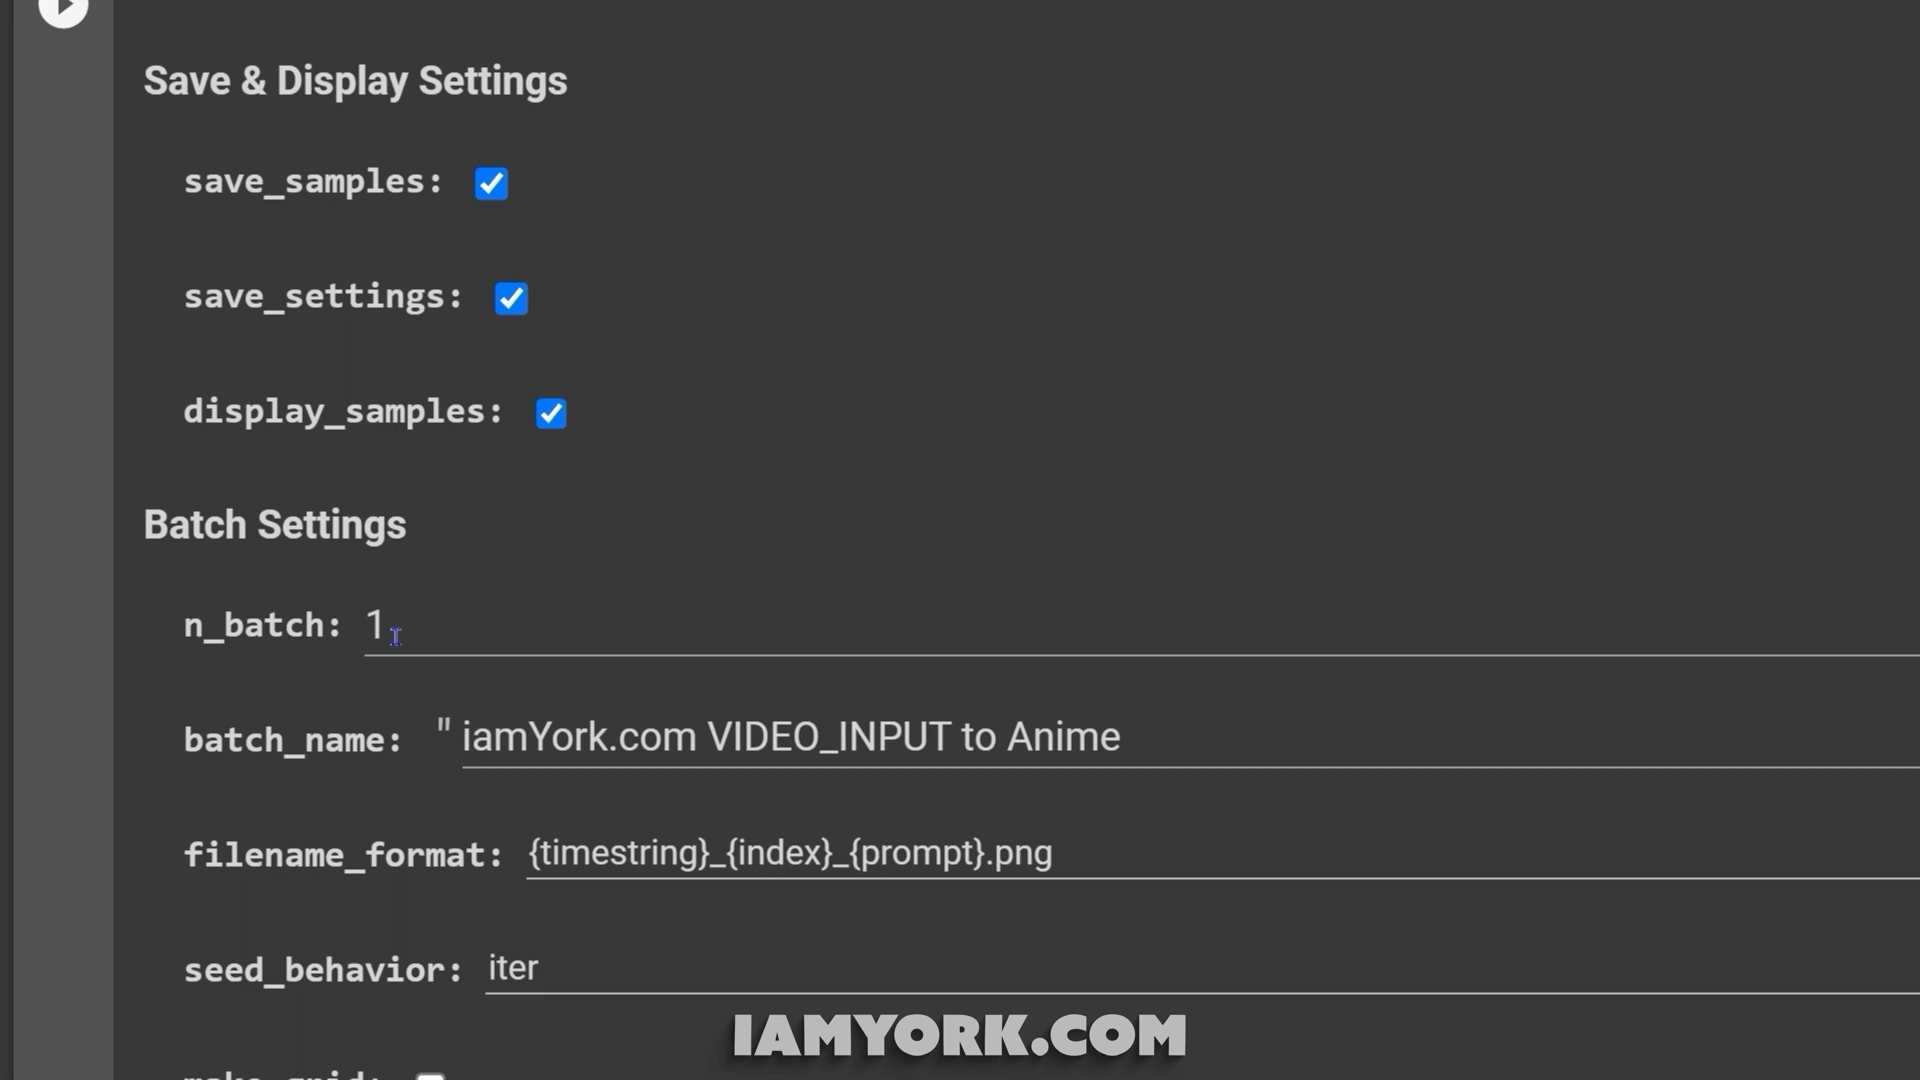 Save & Display Settings
save_samples:
save_settings:
display_samples:
Batch Settings
n_batch: 1
batch_name: " iamYork.com VIDEO_INPUT to Anime
filename_format: {timestring}_{index}_{prompt}.png
seed_behavior: iter
IAMYORK.COM